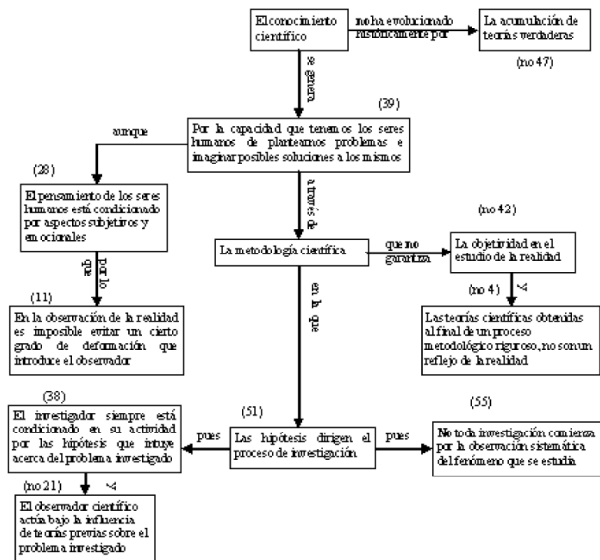 El conocimiento
científico
no ha evolucionado
históricamente por
La acumulación de
teorías verdaderas
(no 47)
se genera
(39)
Por la capacidad que tenemos los seres
humanos de plantearnos problemas e
imaginar posibles soluciones a los mismos
aunque
(28)
El pensamiento de los seres
humanos está condicionado
por aspectos subjetivos y
emocionales
por lo
que
(11)
En la observación de la realidad
es imposible evitar un cierto
grado de deformación que
introduce el observador
a través de
La metodología científica
que no
garantiza
(no 42)
La objetividad en el
estudio de la realidad
(no 4)
y
Las teorías científicas obtenidas
al final de un proceso
metodológico riguroso, no son un
reflejo de la realidad
en la que
(51)
Las hipótesis dirigen el
proceso de investigación
pues
(38)
El investigador siempre está
condicionado en su actividad
por las hipótesis que intuye
acerca del problema investigado
(no 21)
y
El observador científico
actúa bajo la influencia
de teorías previas sobre el
problema investigado
pues
(55)
No toda investigación comienza
por la observación sistemática
del fenómeno que se estudia